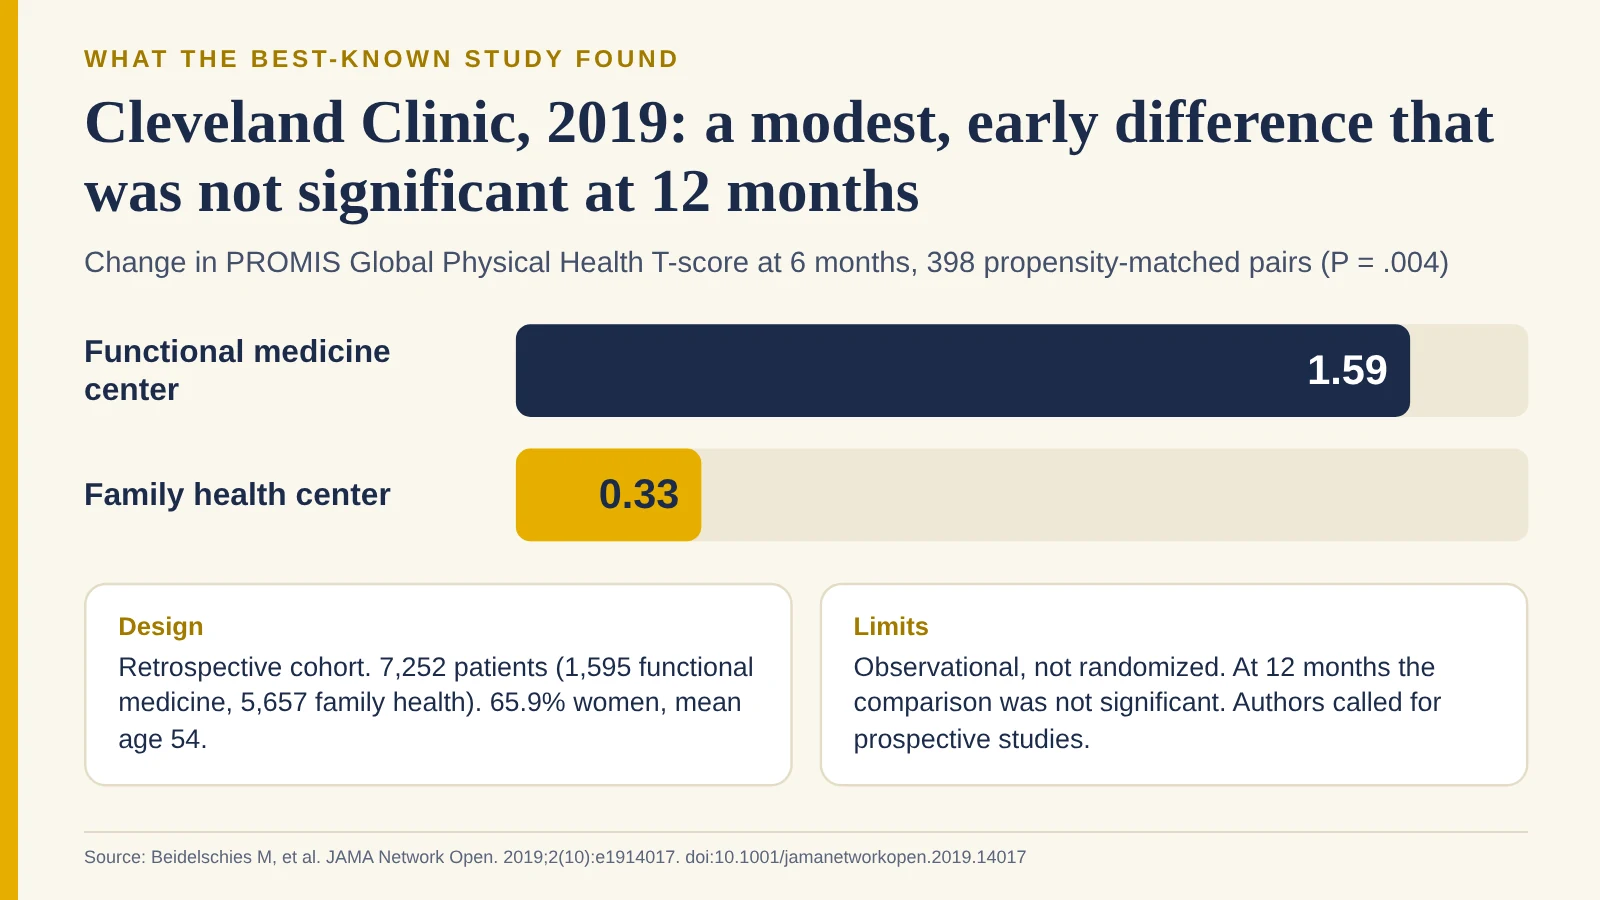 WHAT THE BEST-KNOWN STUDY FOUND
Cleveland Clinic, 2019: a modest, early difference that
was not significant at 12 months
Change in PROMIS Global Physical Health T-score at 6 months, 398 propensity-matched pairs (P = .004)
Functional medicine
center
1.59
Family health center
0.33
Design
Retrospective cohort. 7,252 patients (1,595 functional
medicine, 5,657 family health). 65.9% women, mean
age 54.
Limits
Observational, not randomized. At 12 months the
comparison was not significant. Authors called for
prospective studies.
Source: Beidelschies M, et al. JAMA Network Open. 2019;2(10):e1914017. doi:10.1001/jamanetworkopen.2019.14017